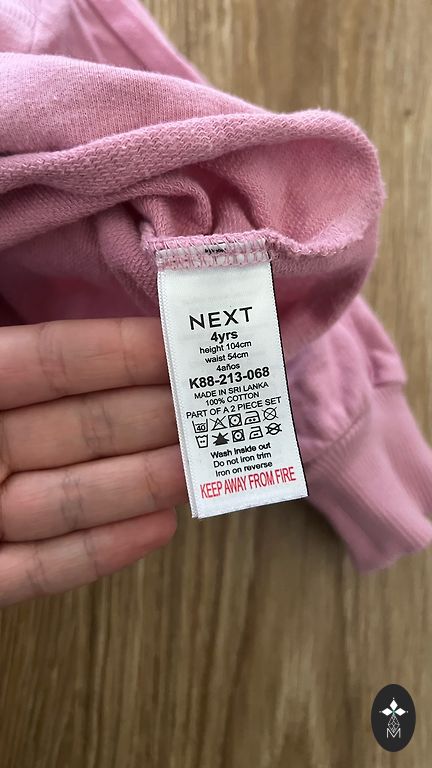 NEXT
4yrs
height 104cm
waist 54cm
4años
K88-213-068
MADE IN SRI LANKA
100% COTTON
PART OF A 2 PIECE SET
40
Wash inside out
Do not iron trim
Iron on reverse
KEEP AWAY FROM FIRE